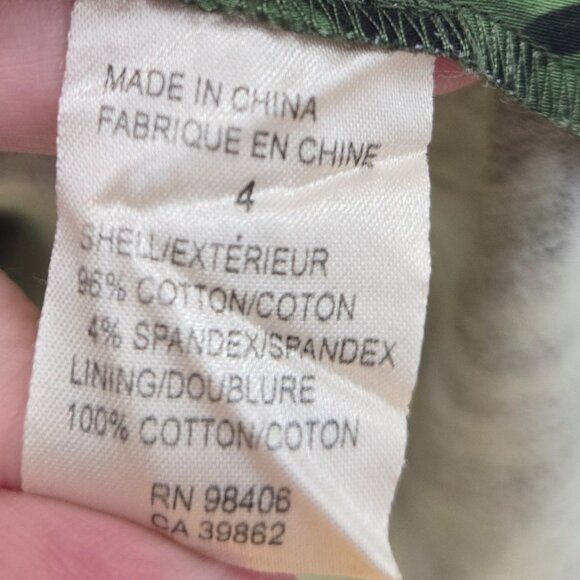 MADE IN CHINA
FABRIQUE EN CHINE
4
SHELL/EXTÉRIEUR
96% COTTON/COTON
4% SPANDEX/SPANDEX
LINING/DOUBLURE
100% COTTON/COTON
RN 98406
CA 39862